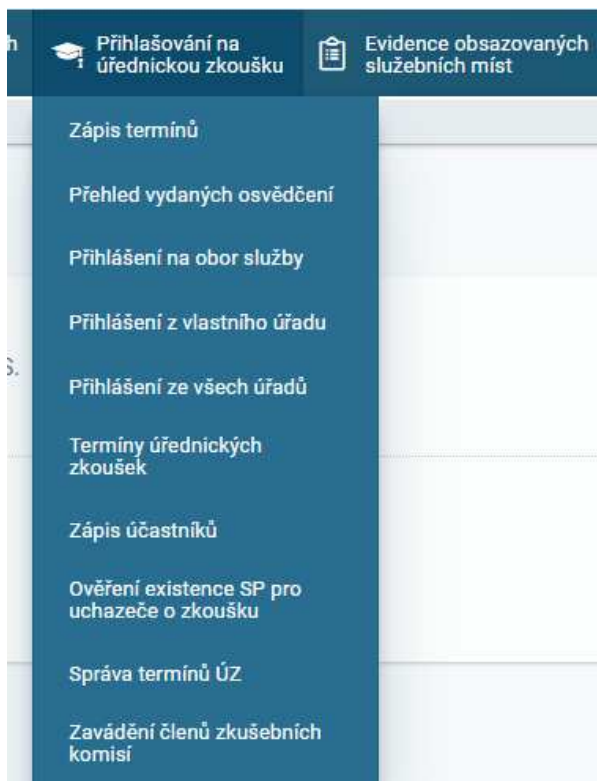 h
Přihlašování na
úřednickou zkoušku
Evidence obsazovaných
služebních míst
Zápis termínů
Přehled vydaných osvědčení
Přihlášení na obor služby
Přihlášení z vlastního úřadu
s.
Přihlášení ze všech úřadů
Termíny úřednických
zkoušek
Zápis účastníků
Ověření existence SP pro
uchazeče o zkoušku
Správa termínů ÚZ
Zavádění členů zkušebních
komisí